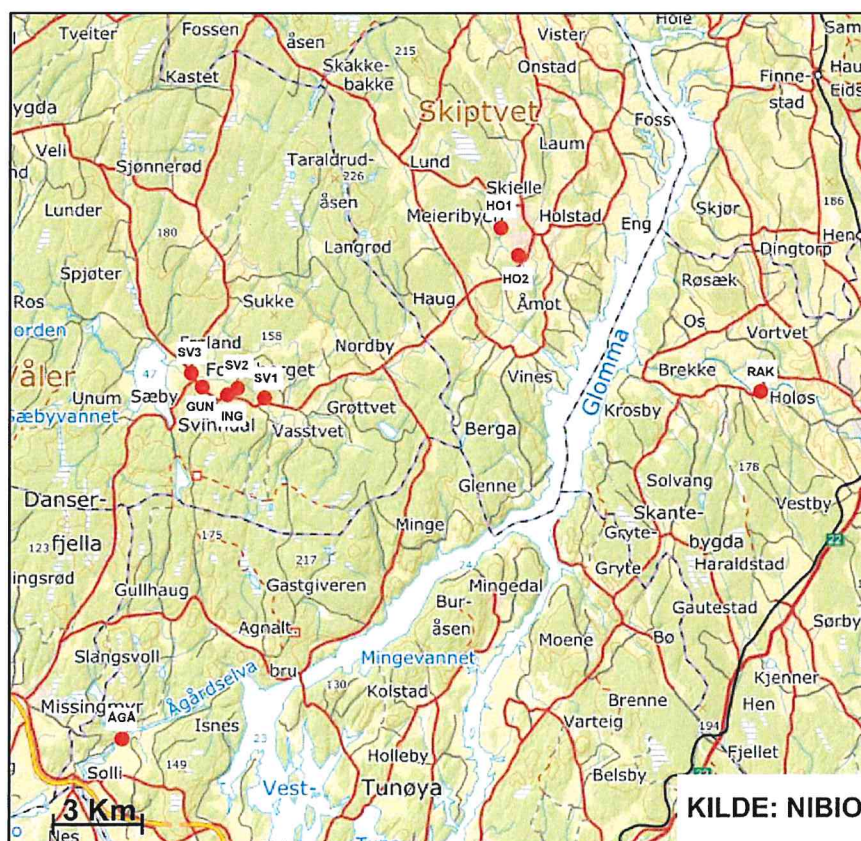 Tveiter
Fossen
åsen
215
Vister
Hole
Sam
Kastet
Skakke-
bakke
Onstad
Finne-
stad
Hau
Eids
ygda
Skiptvet
Foss
Veli
Sjønnerød
Taraldrud-
åsen
226
Lund
Laum
Skjelle
HO1
186
Lunder
180
Meieribyen
Holstad
Eng
Skjør
Hens
Langrød
Dingtorp
Spjøter
HO2
Røsæk
Ros
Sukke
Haug
Åmot
Os
orden
158
Nordby
Vortvet
SV3
SV2
Vines
Glomma
Brekke
RAK
Våler
47
SV1
Unum
Sæby
GUN
ING
Grøttvet
Krosby
Holøs
Sæbyvannet
Svinndal
Vasstvet
Berga
Solvang
178
Danser-
fjella
Glenne
Skante-
bygda
Vestby
123
175
Minge
Gryte-
22
ingsrød
217
24
Gryte
Haraldstad
Gullhaug
Gastgiveren
Mingedal
Bur-
åsen
Gautestad
Sørby
Agnalt.
bru
Moene
Bø
Slangsvoll
Mingevannet
Kjenner
Ågårdselva
130
Kolstad
Brenne
Hen
Missingmyr
ÅGÅ
Isnes
23
Varteig
194
Holleby
Fjellet
Solli
149
Vest-
Tunøya
Belsby
3 Km
KILDE: NIBIO
Nes